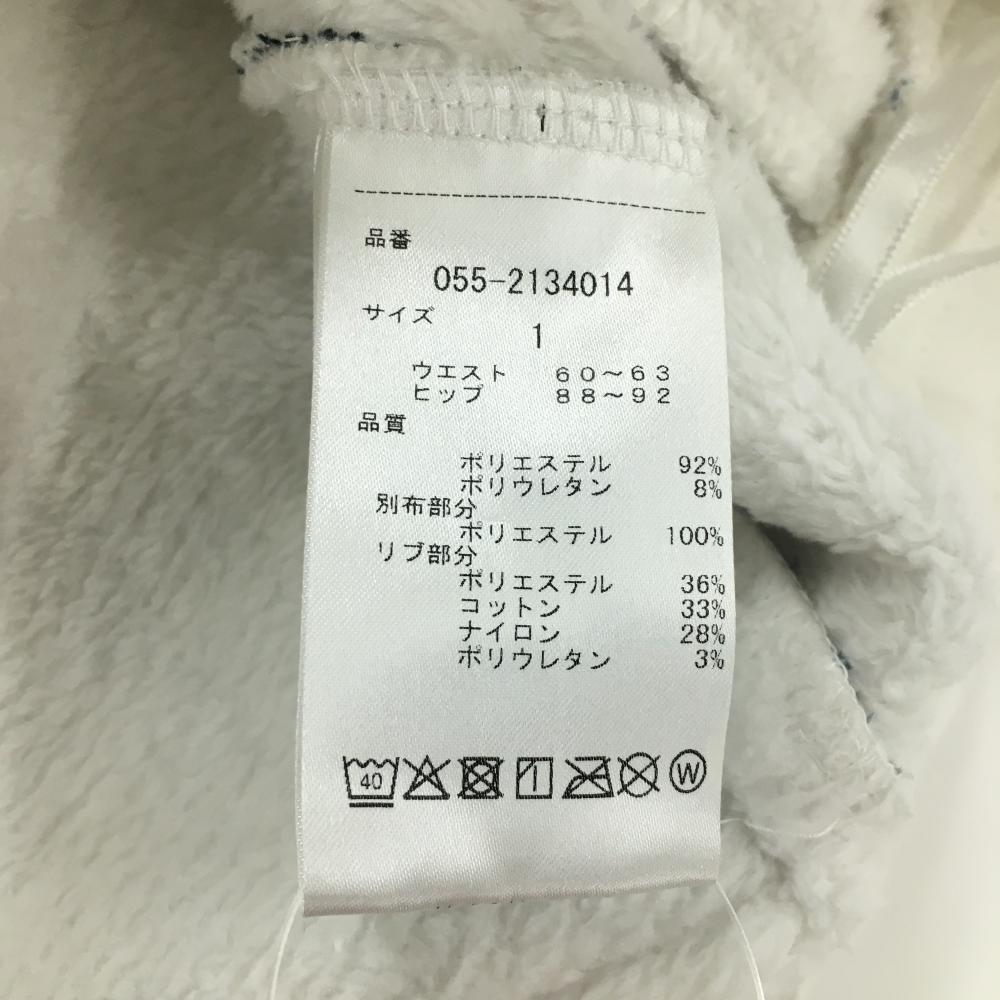 品番
055-2134014
サイズ
1
ウエスト 60~63
ヒップ 88~92
品質
ポリエステル 92%
ポリウレタン 8%
別布部分
ポリエステル 100%
リブ部分
ポリエステル 36%
コットン 33%
ナイロン 28%
ポリウレタン 3%
40 W